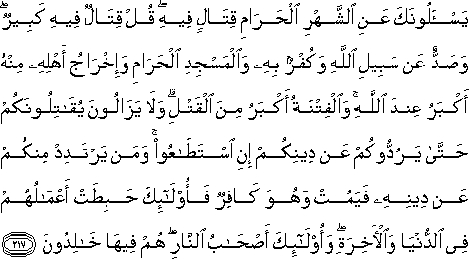 يَسْـَٔلُونَكَ عَنِ ٱلشَّهْرِ ٱلْحَرَامِ قِتَالٍ فِيهِ ۖ قُلْ قِتَالٌ فِيهِ كَبِيرٌ ۖ
وَصَدٌّ عَن سَبِيلِ ٱللَّهِ وَكُفْرٌۢ بِهِۦ وَٱلْمَسْجِدِ ٱلْحَرَامِ وَإِخْرَاجُ أَهْلِهِۦ مِنْهُ
أَكْبَرُ عِندَ ٱللَّهِ ۚ وَٱلْفِتْنَةُ أَكْبَرُ مِنَ ٱلْقَتْلِ ۗ وَلَا يَزَالُونَ يُقَـٰتِلُونَكُمْ
حَتَّىٰ يَرُدُّوكُمْ عَن دِينِكُمْ إِنِ ٱسْتَطَـٰعُوا۟ ۚ وَمَن يَرْتَدِدْ مِنكُمْ
عَن دِينِهِۦ فَيَمُتْ وَهُوَ كَافِرٌ فَأُو۟لَـٰٓئِكَ حَبِطَتْ أَعْمَـٰلُهُمْ
فِى ٱلدُّنْيَا وَٱلْـَٔاخِرَةِ ۖ وَأُو۟لَـٰٓئِكَ أَصْحَـٰبُ ٱلنَّارِ ۖ هُمْ فِيهَا خَـٰلِدُونَ ٢١٧